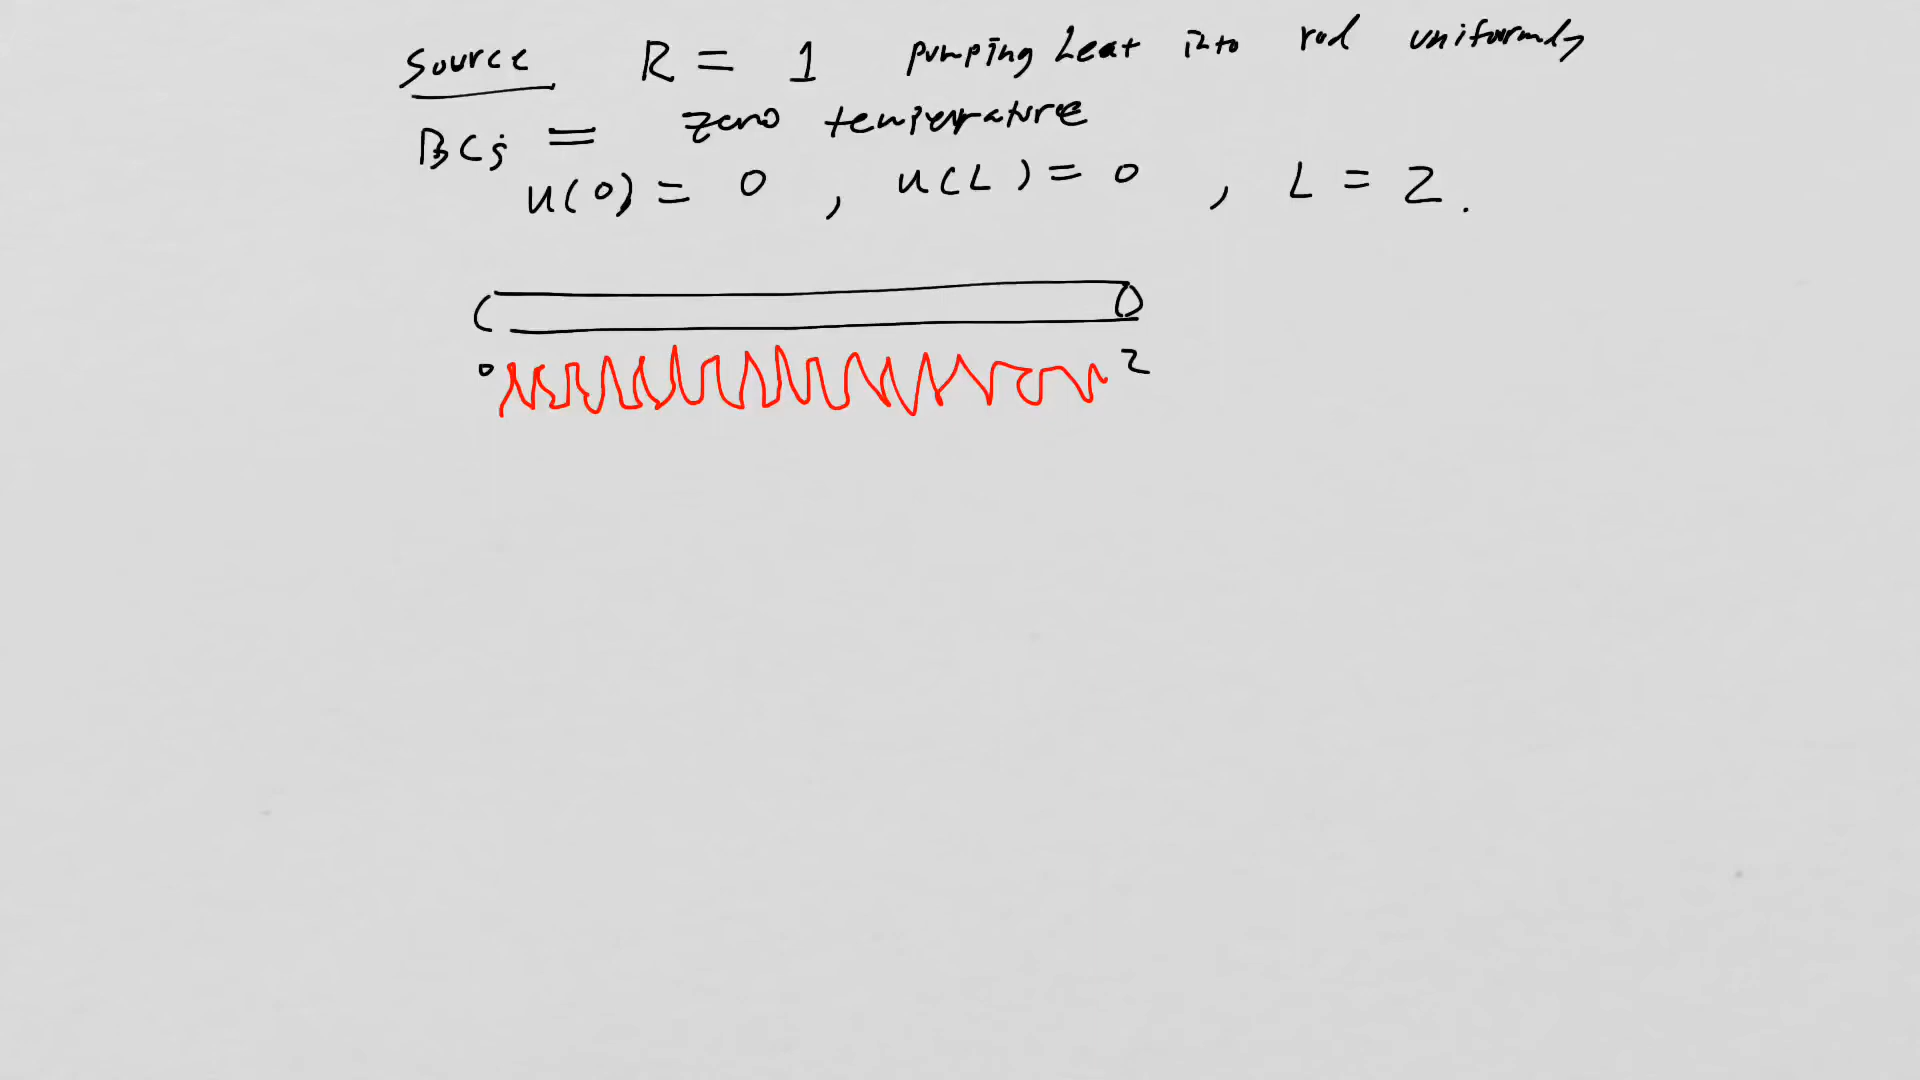 Source R = 1 pumping heat into rod uniformly
BCs = zero temperature
u(0) = 0 , u(L) = 0 , L = 2 .
0 2